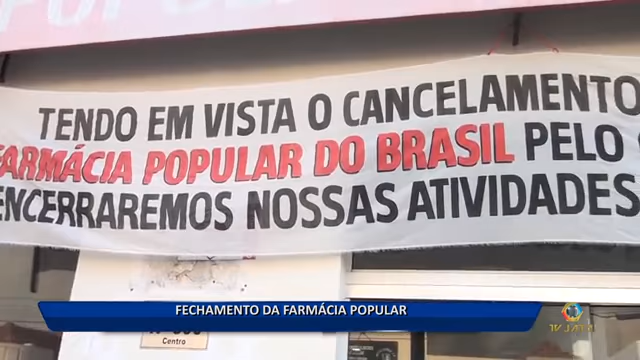 TENDO EM VISTA O CANCELAMENTO
FARMÁCIA POPULAR DO BRASIL PELO
ENCERRAREMOS NOSSAS ATIVIDADES
Centro
FECHAMENTO DA FARMÁCIA POPULAR